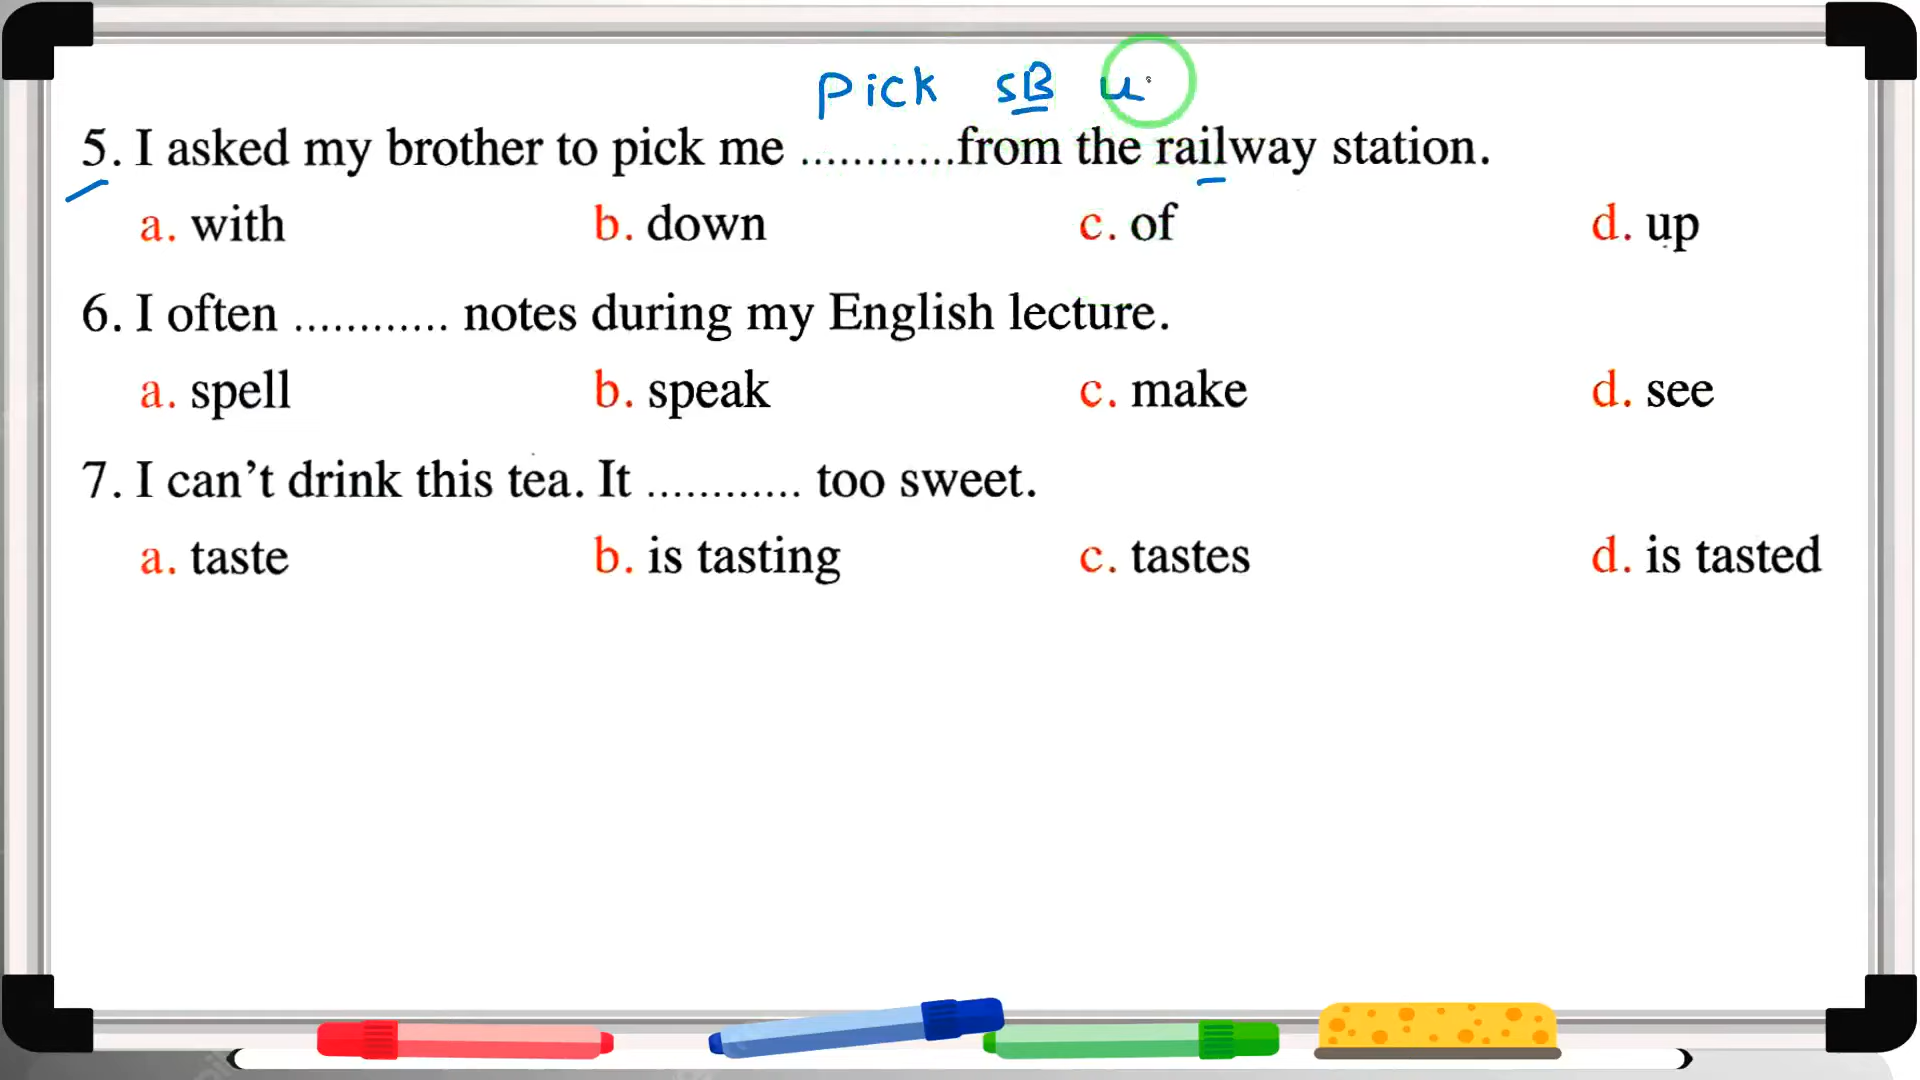 Pick sB u
5. I asked my brother to pick me ............from the railway station.
a. with b. down c. of d. up
6. I often ............ notes during my English lecture.
a. spell b. speak c. make d. see
7. I can’t drink this tea. It ............ too sweet.
a. taste b. is tasting c. tastes d. is tasted